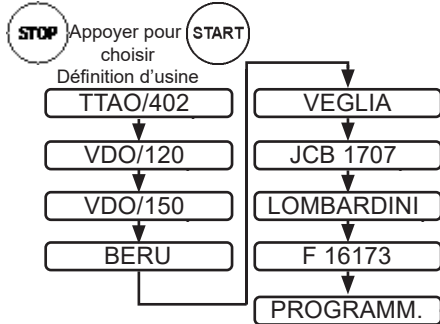 STOP
Appoyer pour
choisir
START
Définition d'usine
TTAO/402
VDO/120
VDO/150
BERU
VEGLIA
JCB 1707
LOMBARDINI
F 16173
PROGRAMM.